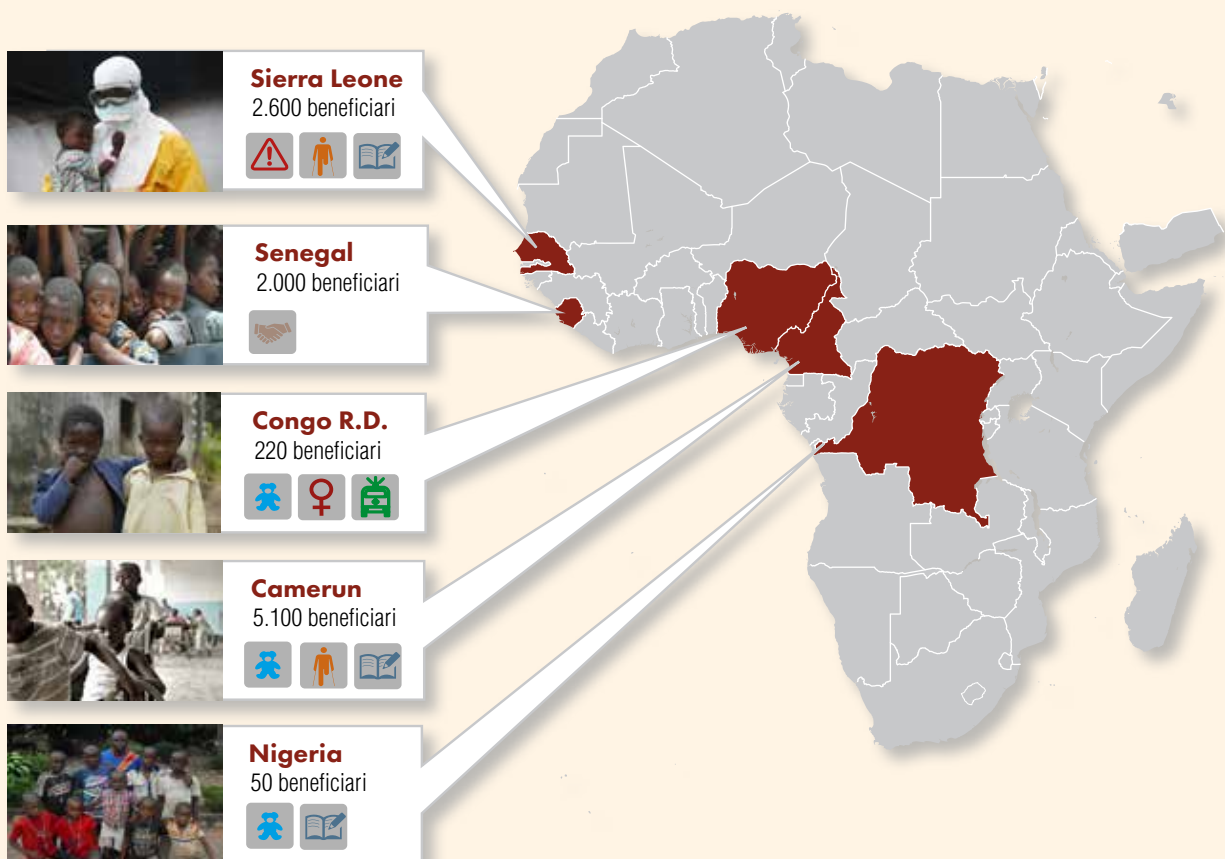 Sierra Leone
2.600 beneficiari
Senegal
2.000 beneficiari
Congo R.D.
220 beneficiari
Camerun
5.100 beneficiari
Nigeria
50 beneficiari